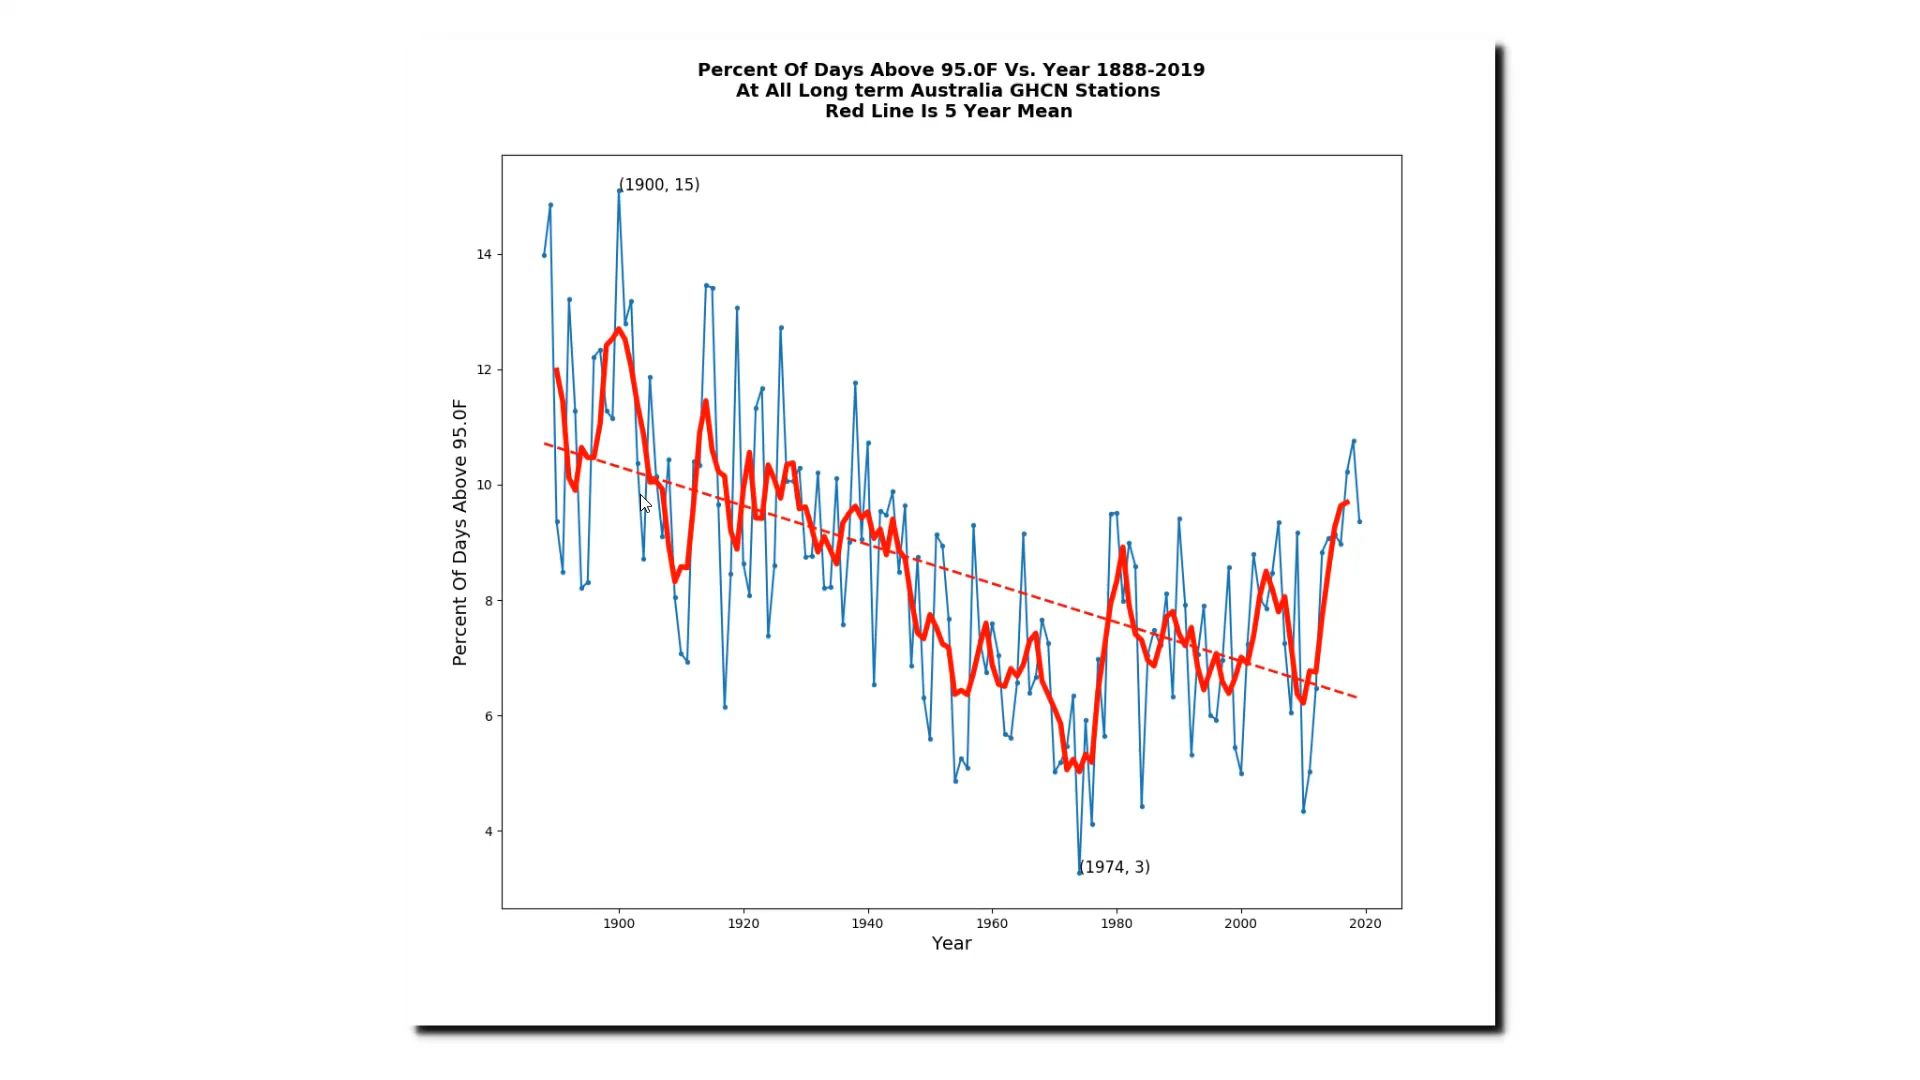 Percent Of Days Above 95.0F Vs. Year 1888-2019
At All Long term Australia GHCN Stations
Red Line Is 5 Year Mean
(1900, 15)
14
12
10
8
6
4
Percent Of Days Above 95.0F
(1974, 3)
1900 1920 1940 1960 1980 2000 2020
Year